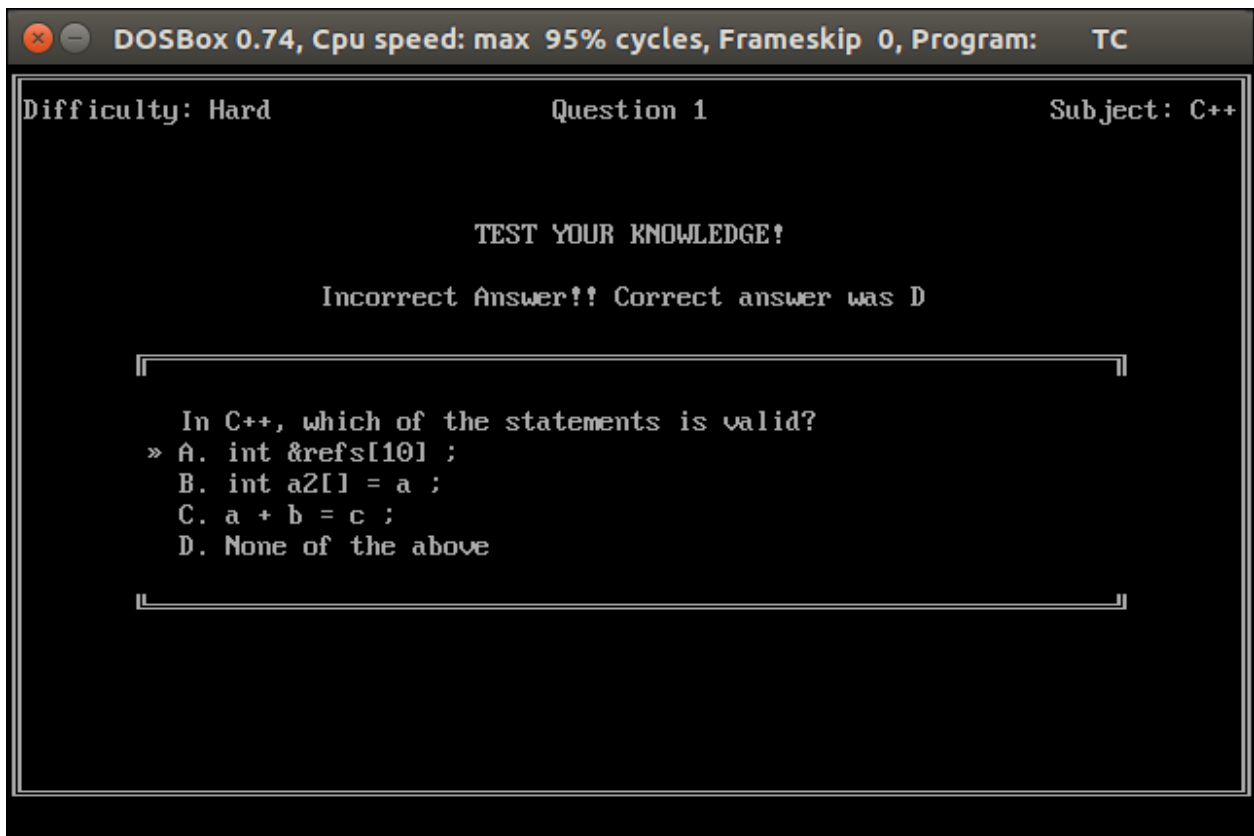 DOSBox 0.74, Cpu speed: max 95% cycles, Frameskip 0, Program: TC
Difficulty: Hard Question 1 Subject: C++
TEST YOUR KNOWLEDGE!
Incorrect Answer!! Correct answer was D
In C++, which of the statements is valid?
» A. int &refs[10] ;
B. int a2[] = a ;
C. a + b = c ;
D. None of the above